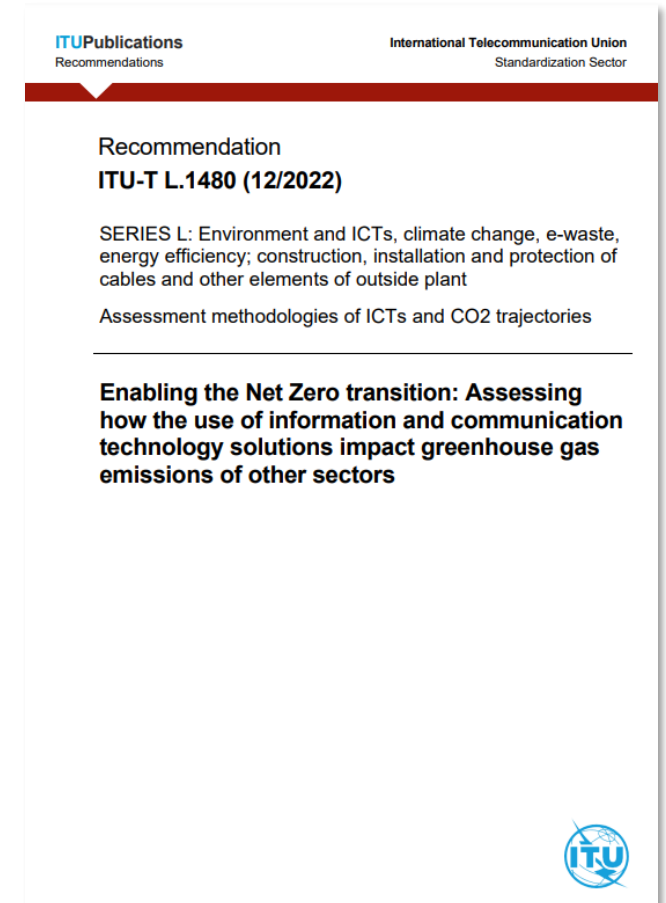 ITUPublications
International Telecommunication Union
Recommendations
Standardization Sector
Recommendation
ITU-T L.1480 (12/2022)
SERIES L: Environment and ICTs, climate change, e-waste,
energy efficiency; construction, installation and protection of
cables and other elements of outside plant
Assessment methodologies of ICTs and CO2 trajectories
Enabling the Net Zero transition: Assessing
how the use of information and communication
technology solutions impact greenhouse gas
emissions of other sectors
ITU